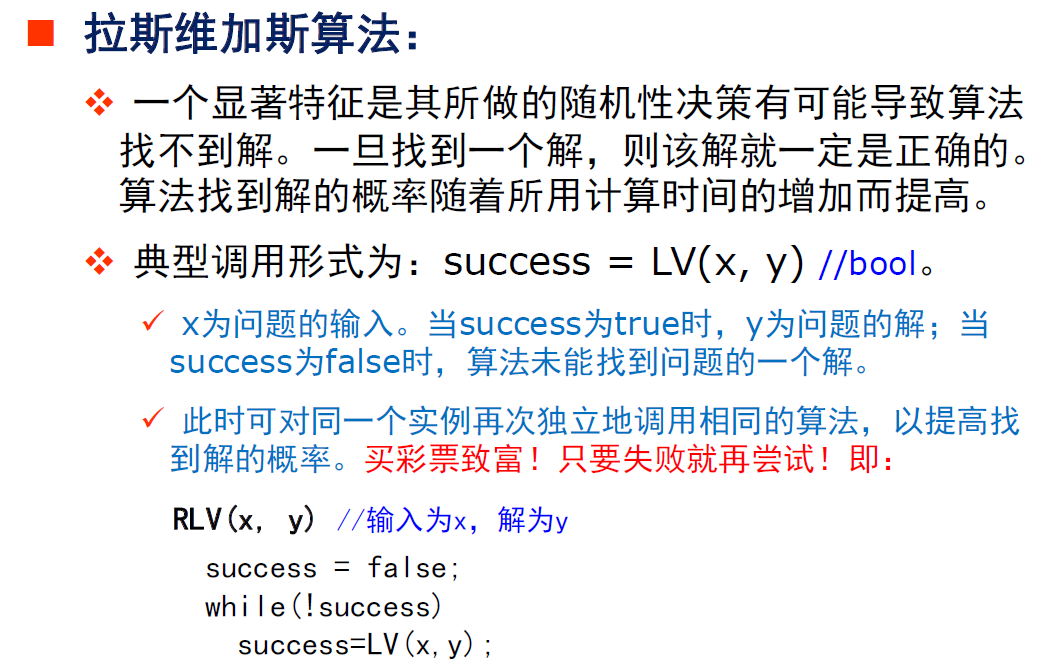 拉斯维加斯算法：
一个显著特征是其所做的随机性决策有可能导致算法
找不到解。一旦找到一个解，则该解就一定是正确的。
算法找到解的概率随着所用计算时间的增加而提高。
典型调用形式为：success = LV(x, y) //bool。
x为问题的输入。当success为true时，y为问题的解；当
success为false时，算法未能找到问题的一个解。
此时可对同一个实例再次独立地调用相同的算法，以提高找
到解的概率。买彩票致富！只要失败就再尝试！即：
RLV(x, y) //输入为x，解为y
success = false;
while(!success)
success=LV(x,y);